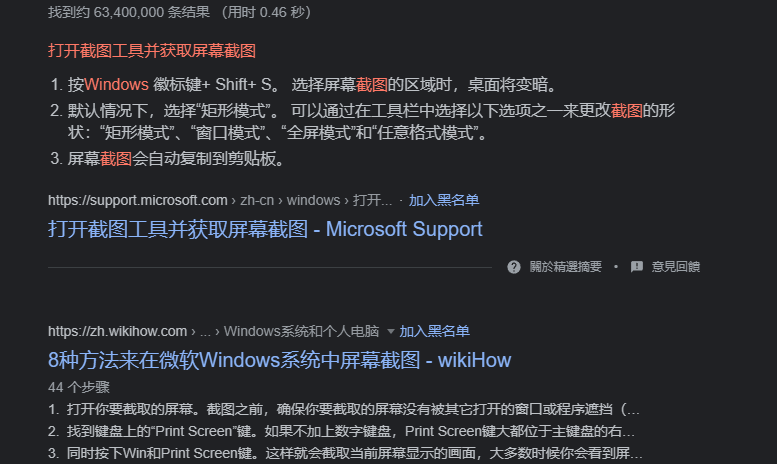 找到约 63,400,000 条结果 （用时 0.46 秒）
打开截图工具并获取屏幕截图
1. 按Windows 徽标键+ Shift+ S。 选择屏幕截图的区域时，桌面将变暗。
2. 默认情况下，选择“矩形模式”。 可以通过在工具栏中选择以下选项之一来更改截图的形
状：“矩形模式”、“窗口模式”、“全屏模式”和“任意格式模式”。
3. 屏幕截图会自动复制到剪贴板。
https://support.microsoft.com › zh-cn › windows › 打开... · 加入黑名单
打开截图工具并获取屏幕截图 - Microsoft Support
關於精選摘要 • 意見回饋
https://zh.wikihow.com › ... › Windows系统和个人电脑 加入黑名单
8种方法来在微软Windows系统中屏幕截图 - wikiHow
44 个步骤
1. 打开你要截取的屏幕。截图之前，确保你要截取的屏幕没有被其它打开的窗口或程序遮挡（...
2. 找到键盘上的“Print Screen”键。如果不加上数字键盘，Print Screen键大都位于主键盘的右...
3. 同时按下Win和Print Screen键。这样就会截取当前屏幕显示的画面，大多数时候你会看到屏...